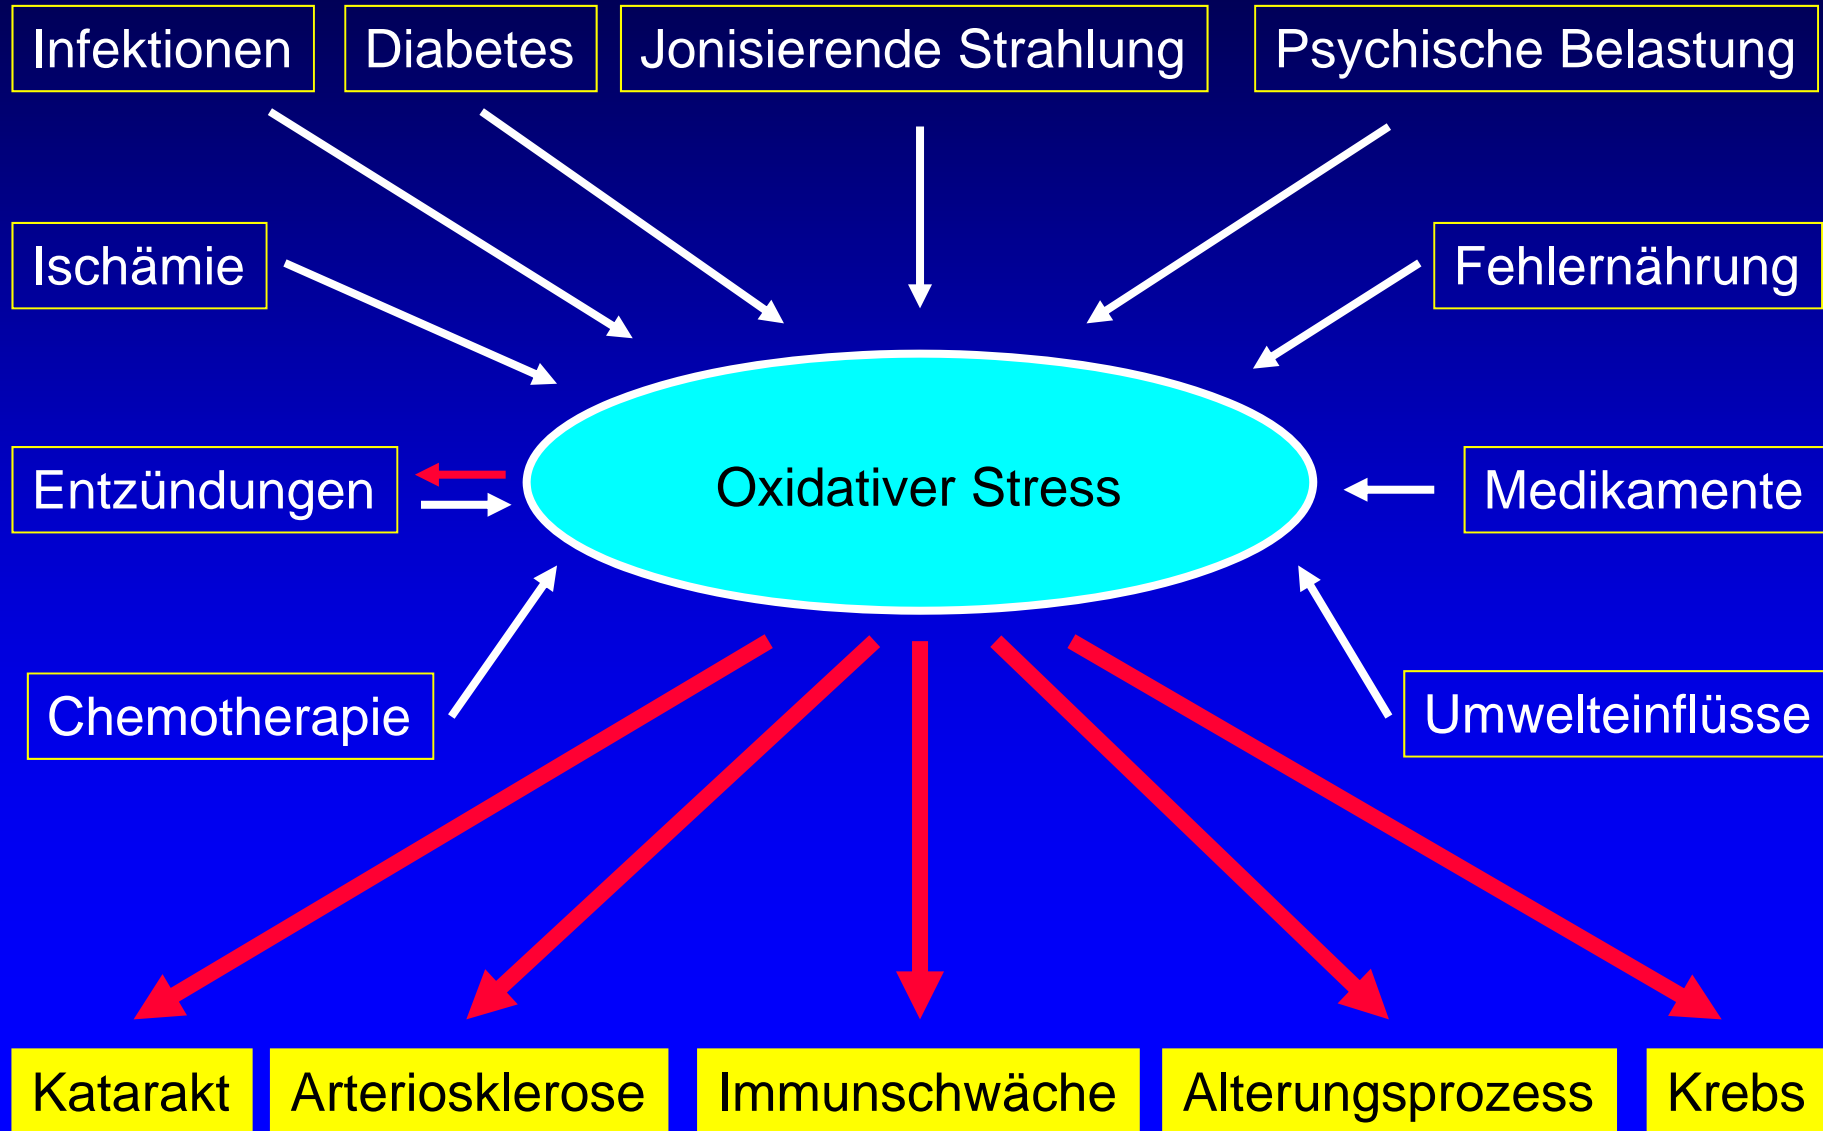 Infektionen
Diabetes
Jonisierende Strahlung
Psychische Belastung
Ischämie
Fehlernährung
Entzündungen
Oxidativer Stress
Medikamente
Chemotherapie
Umwelteinflüsse
Katarakt
Arteriosklerose
Immunschwäche
Alterungsprozess
Krebs